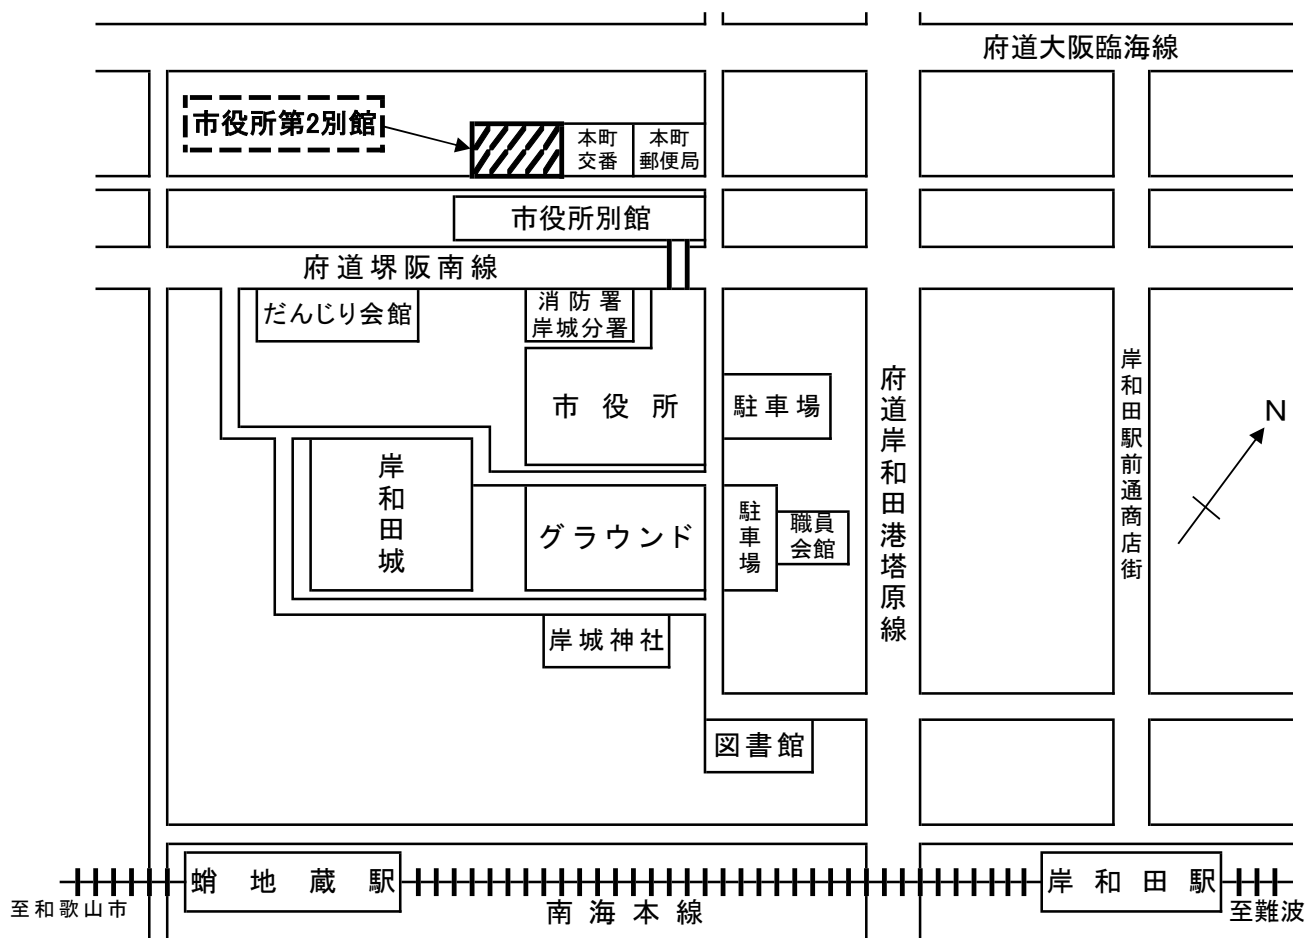 府道大阪臨海線
市役所第2別館
本町
交番
本町
郵便局
市役所別館
府道堺阪南線
だんじり会館
消防署
岸城分署
市役所
駐車場
府道岸和田港塔原線
岸和田駅前通商店街
N
岸和田城
グラウンド
駐車場
職員
会館
岸城神社
図書館
蛸地蔵駅
岸和田駅
至和歌山市
南海本線
至難波